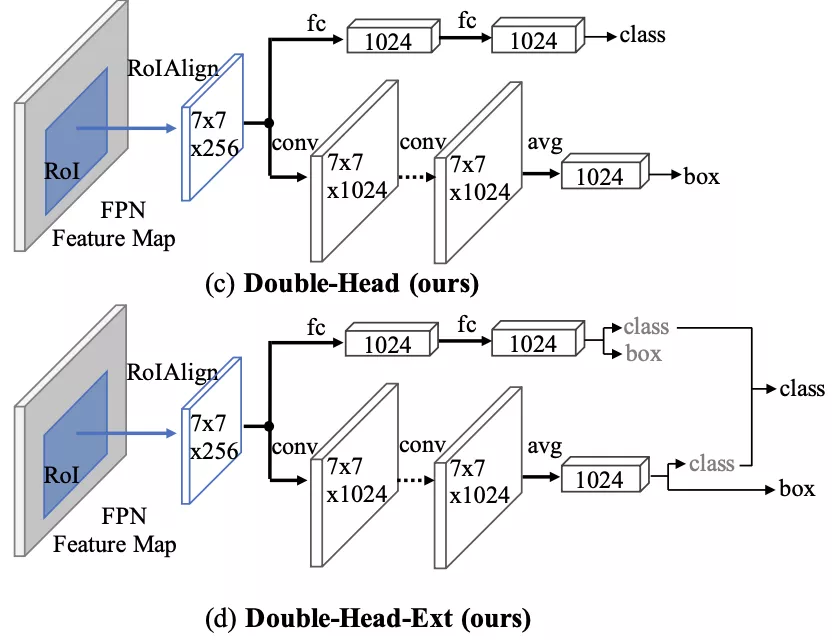 fc
fc
1024
1024
class
RoIAlign
7x7
x256
RoI
conv
conv
avg
7x7
x1024
7x7
x1024
1024
box
FPN
Feature Map
(c) Double-Head (ours)
fc
fc
1024
1024
class
box
RoIAlign
class
7x7
x256
RoI
conv
conv
avg
7x7
x1024
7x7
x1024
1024
class
box
FPN
Feature Map
(d) Double-Head-Ext (ours)